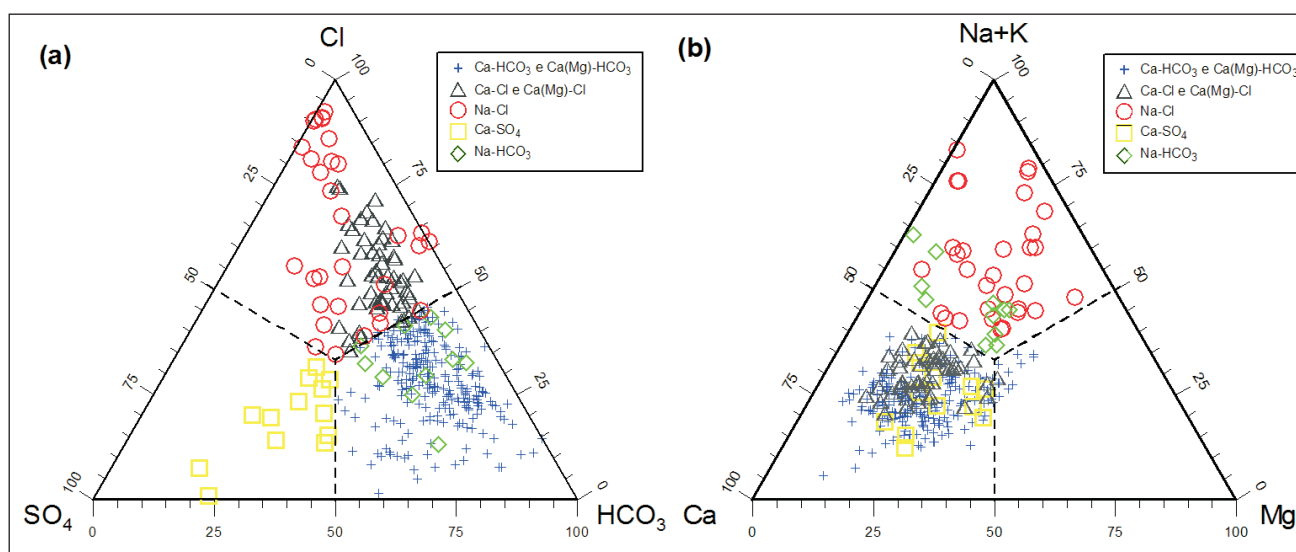 (a)
Cl
Ca-HCO₃ e Ca(Mg)-HCO₃
Ca-Cl e Ca(Mg)-Cl
Na-Cl
Ca-SO₄
Na-HCO₃
0
100
25
75
50
50
75
25
100
0
SO₄
HCO₃
0
25
50
75
100
(b)
Na+K
Ca-HCO₃ e Ca(Mg)-HCO₃
Ca-Cl e Ca(Mg)-Cl
Na-Cl
Ca-SO₄
Na-HCO₃
0
100
25
75
50
50
75
25
100
0
Ca
Mg
0
25
50
75
100